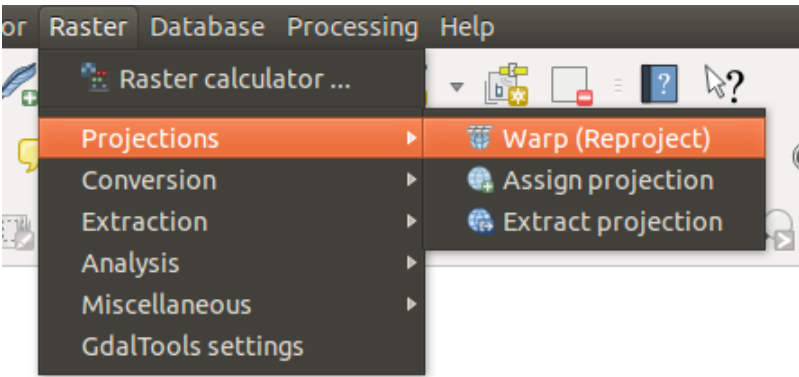 or Raster Database Processing Help
Raster calculator ...
Projections
Warp (Reproject)
Conversion
Assign projection
Extraction
Extract projection
Analysis
Miscellaneous
GdalTools settings